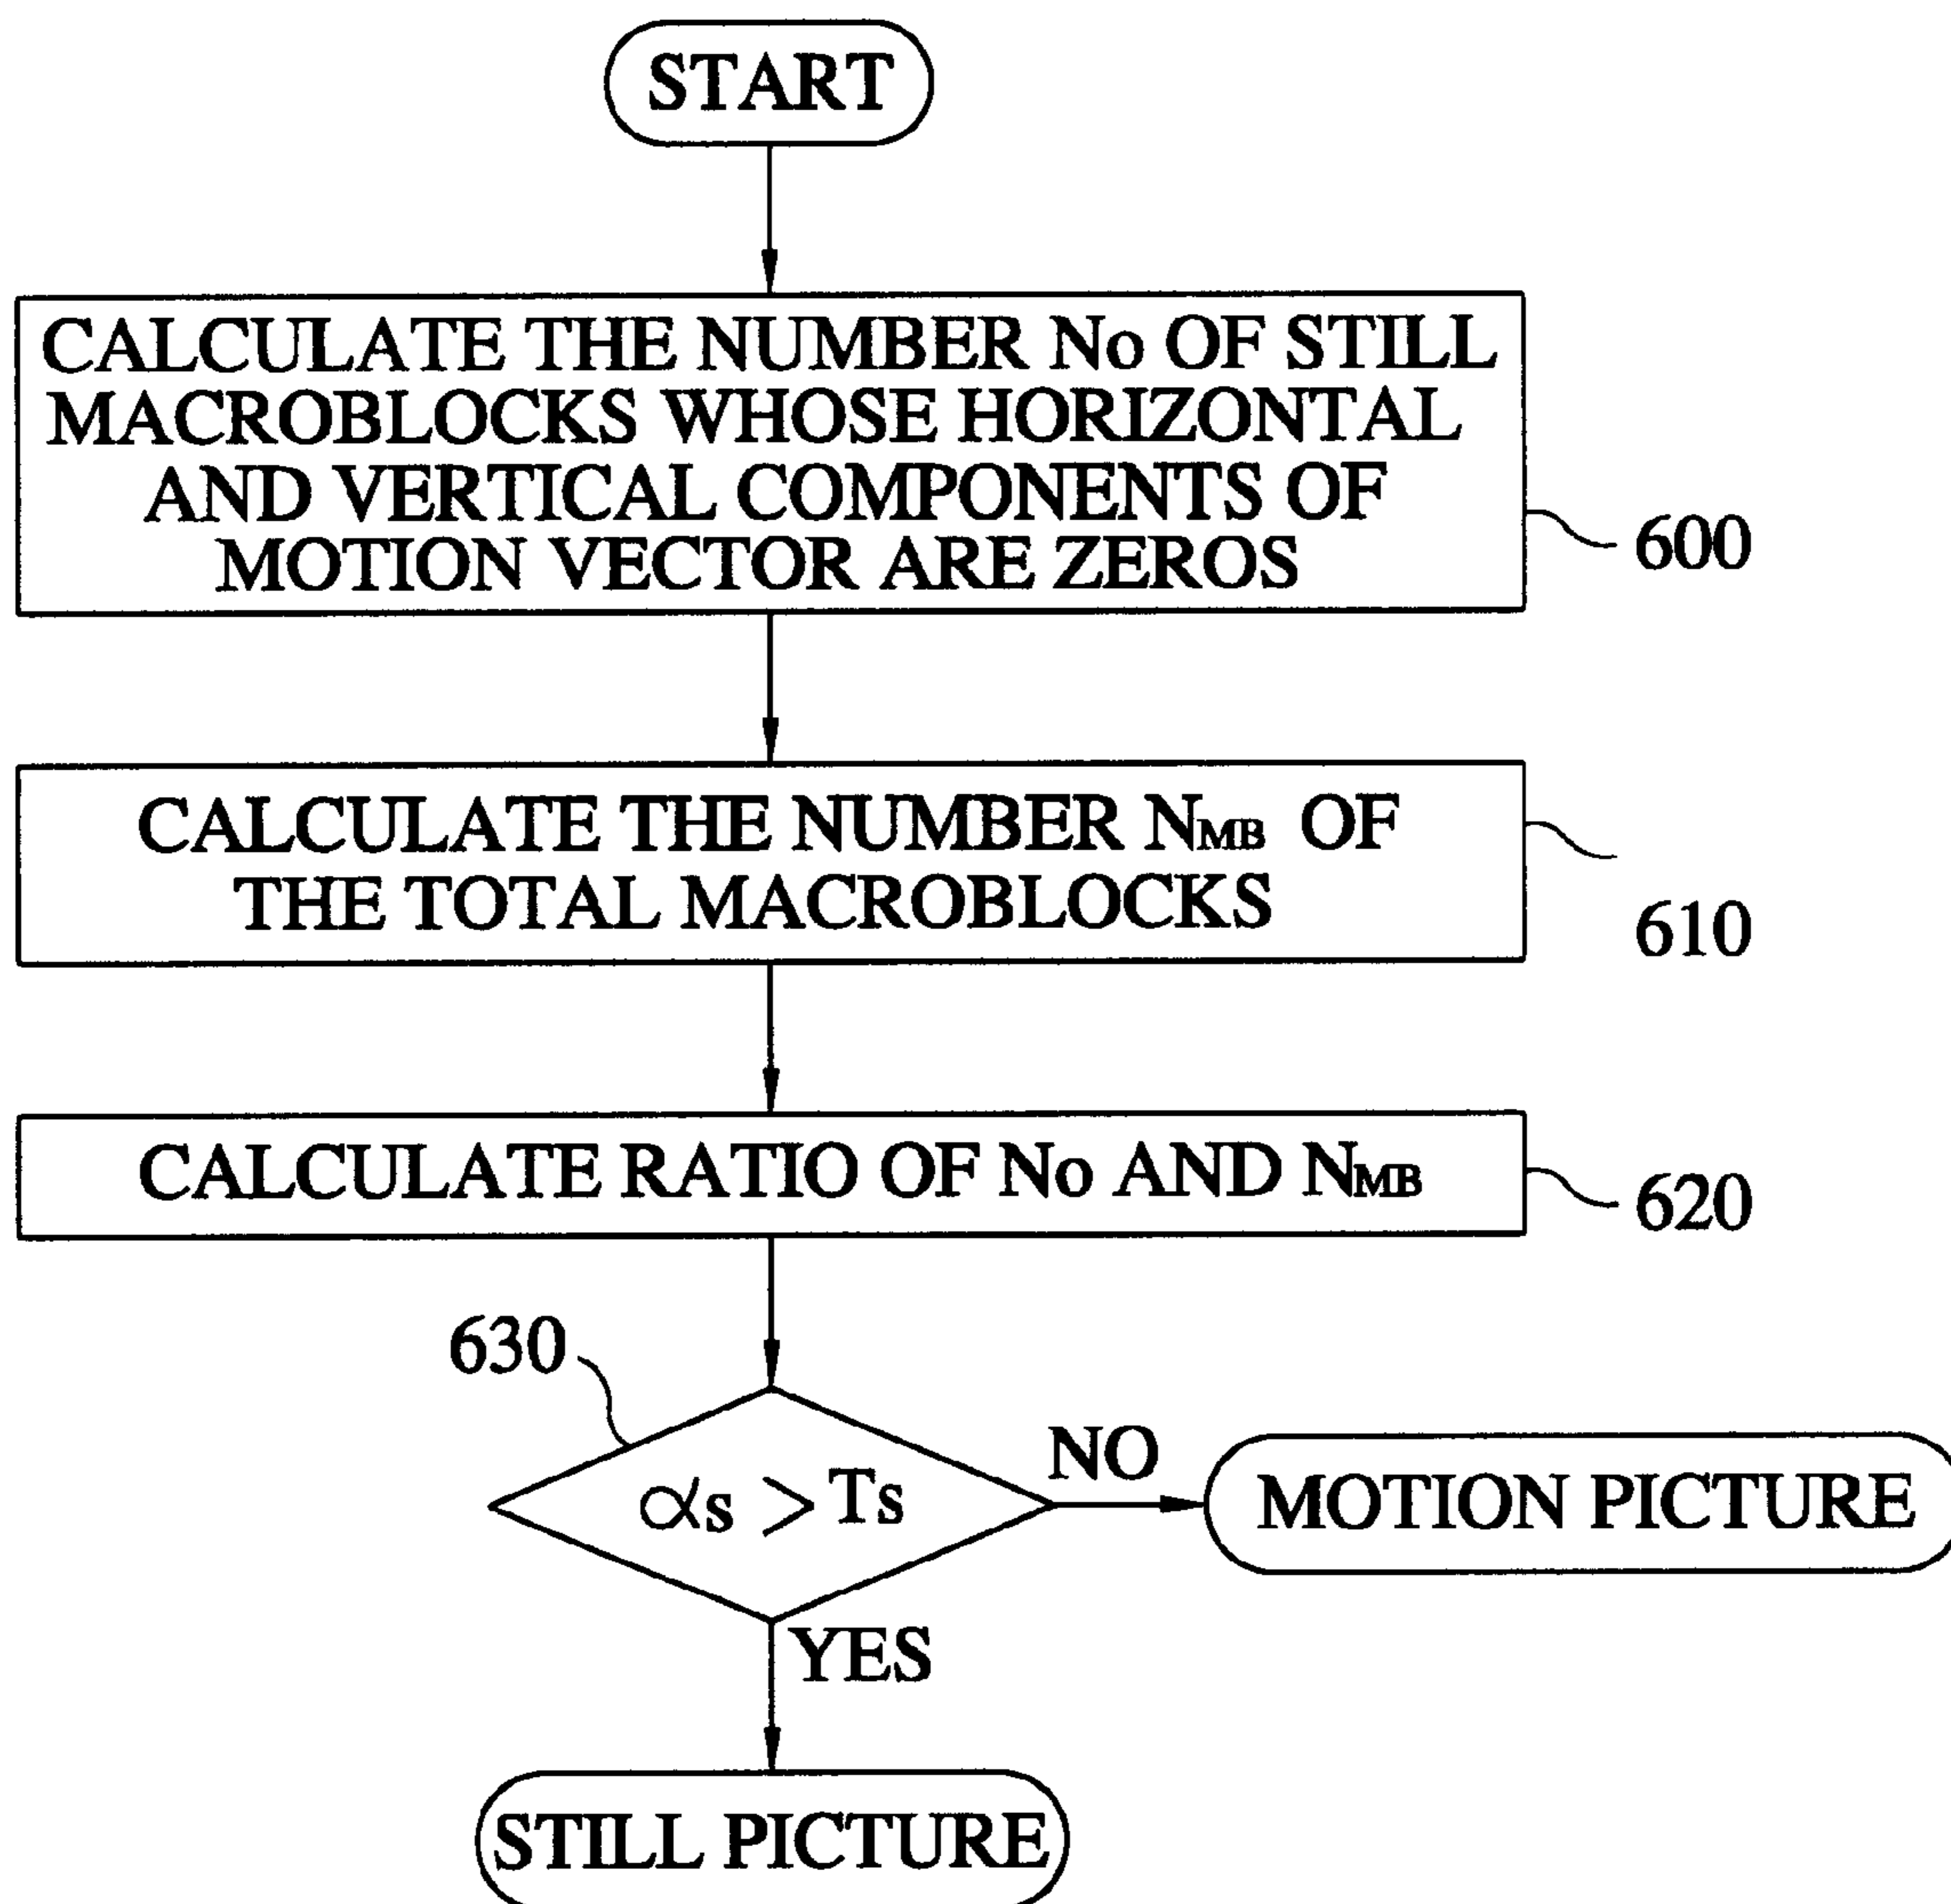 START
CALCULATE THE NUMBER No OF STILL
MACROBLOCKS WHOSE HORIZONTAL
AND VERTICAL COMPONENTS OF
MOTION VECTOR ARE ZEROS
600
CALCULATE THE NUMBER NMB OF
THE TOTAL MACROBLOCKS
610
CALCULATE RATIO OF No AND NMB
620
630
αs > Ts
NO
MOTION PICTURE
YES
STILL PICTURE